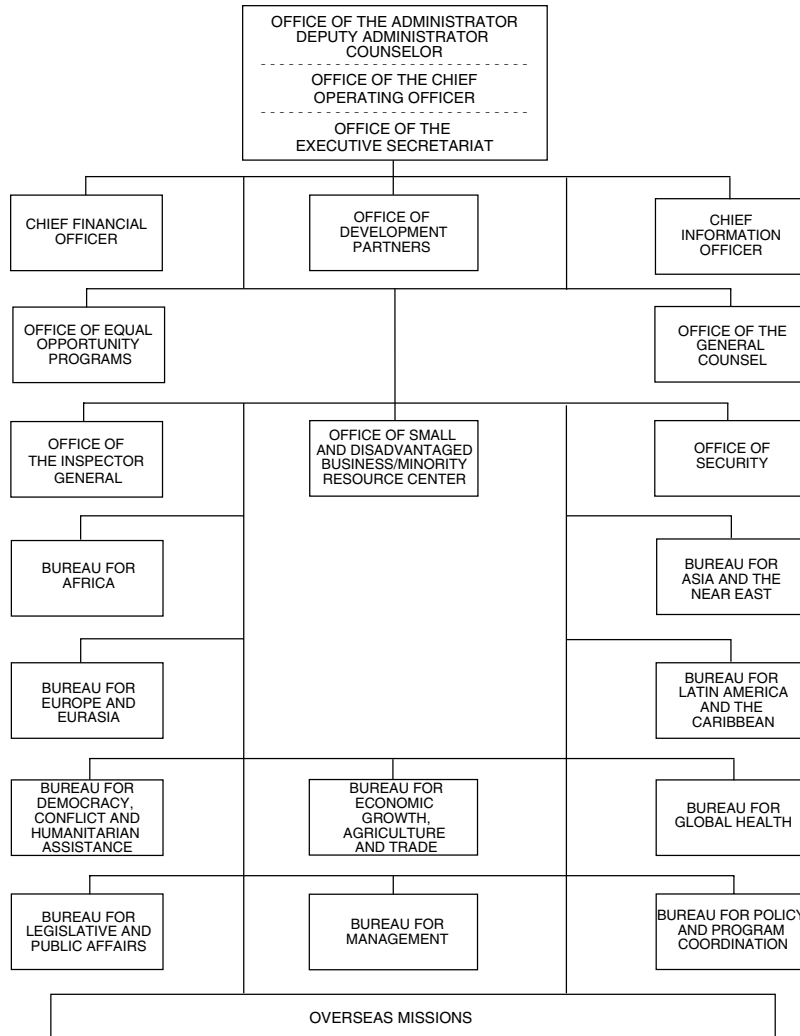 OFFICE OF THE ADMINISTRATOR
DEPUTY ADMINISTRATOR
COUNSELOR
OFFICE OF THE CHIEF
OPERATING OFFICER
OFFICE OF THE
EXECUTIVE SECRETARIAT
CHIEF FINANCIAL
OFFICER
OFFICE OF
DEVELOPMENT
PARTNERS
CHIEF
INFORMATION
OFFICER
OFFICE OF EQUAL
OPPORTUNITY
PROGRAMS
OFFICE OF THE
GENERAL
COUNSEL
OFFICE OF
THE INSPECTOR
GENERAL
OFFICE OF SMALL
AND DISADVANTAGED
BUSINESS/MINORITY
RESOURCE CENTER
OFFICE OF
SECURITY
BUREAU FOR
AFRICA
BUREAU FOR
ASIA AND THE
NEAR EAST
BUREAU FOR
EUROPE AND
EURASIA
BUREAU FOR
LATIN AMERICA
AND THE
CARIBBEAN
BUREAU FOR
DEMOCRACY,
CONFLICT AND
HUMANITARIAN
ASSISTANCE
BUREAU FOR
ECONOMIC
GROWTH,
AGRICULTURE
AND TRADE
BUREAU FOR
GLOBAL HEALTH
BUREAU FOR
LEGISLATIVE AND
PUBLIC AFFAIRS
BUREAU FOR
MANAGEMENT
BUREAU FOR POLICY
AND PROGRAM
COORDINATION
OVERSEAS MISSIONS